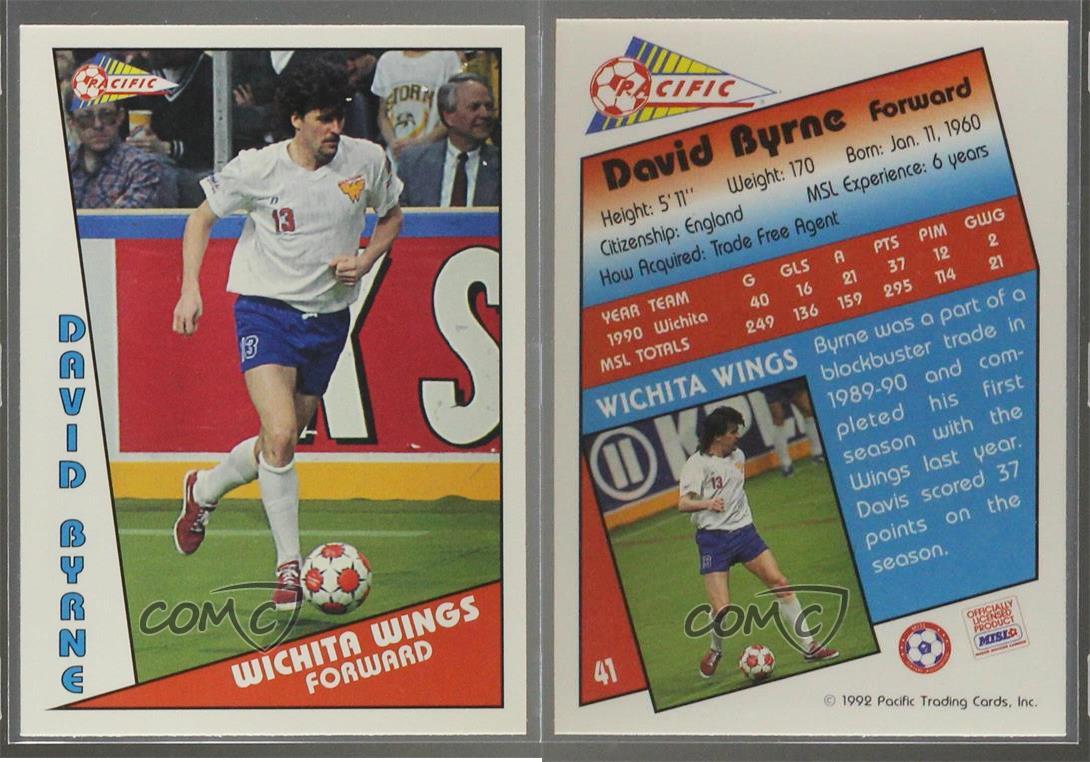 PACIFIC
STORM
13
13
KS
DAVID BYRNE
COMC
WICHITA WINGS
FORWARD
PACIFIC
David Byrne Forward
Height: 5'11" Weight: 170 Born: Jan. 11, 1960
Citizenship: England MSL Experience: 6 years
How Acquired: Trade Free Agent
YEAR TEAM G GLS A PTS PIM GWG
1990 Wichita 40 16 21 37 12 2
MSL TOTALS 249 136 159 295 114 21
WICHITA WINGS
Byrne was a part of a
blockbuster trade in
1989-90 and com-
pleted his first
season with the
Wings last year.
Davis scored 37
points on the
season.
13
COMC
41
OFFICIALLY
LICENSED
PRODUCT
MISL
© 1992 Pacific Trading Cards, Inc.